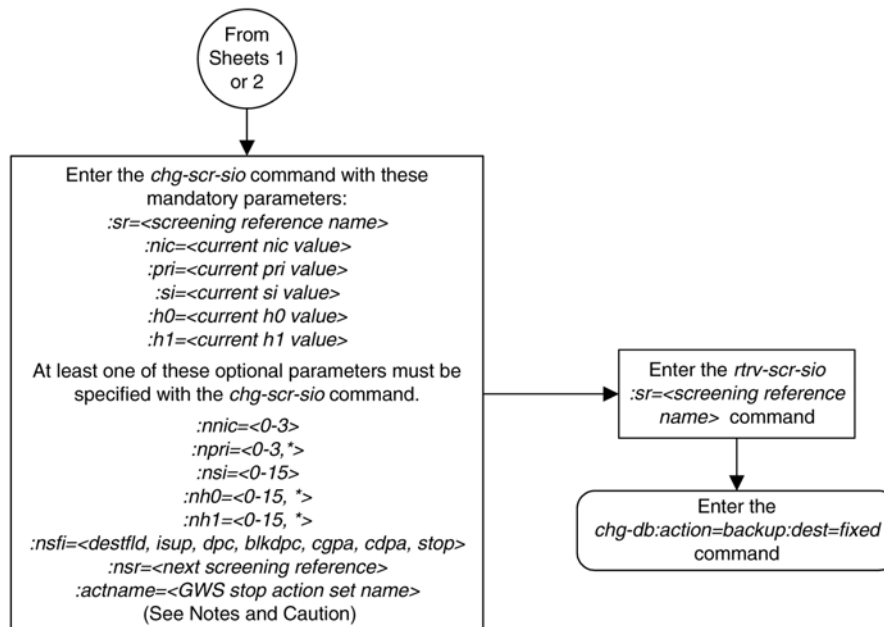 From
Sheets 1
or 2
Enter the chg-scr-sio command with these
mandatory parameters:
:sr=<screening reference name>
:nic=<current nic value>
:pri=<current pri value>
:si=<current si value>
:h0=<current h0 value>
:h1=<current h1 value>
At least one of these optional parameters must be
specified with the chg-scr-sio command.
:nnic=<0-3>
:npri=<0-3,*>
:nsi=<0-15>
:nh0=<0-15, *>
:nh1=<0-15, *>
:nsfi=<destfld, isup, dpc, blkdpc, cgpa, cdpa, stop>
:nsr=<next screening reference>
:actname=<GWS stop action set name>
(See Notes and Caution)
Enter the rtrv-scr-sio
:sr=<screening reference
name> command
Enter the
chg-db:action=backup:dest=fixed
command